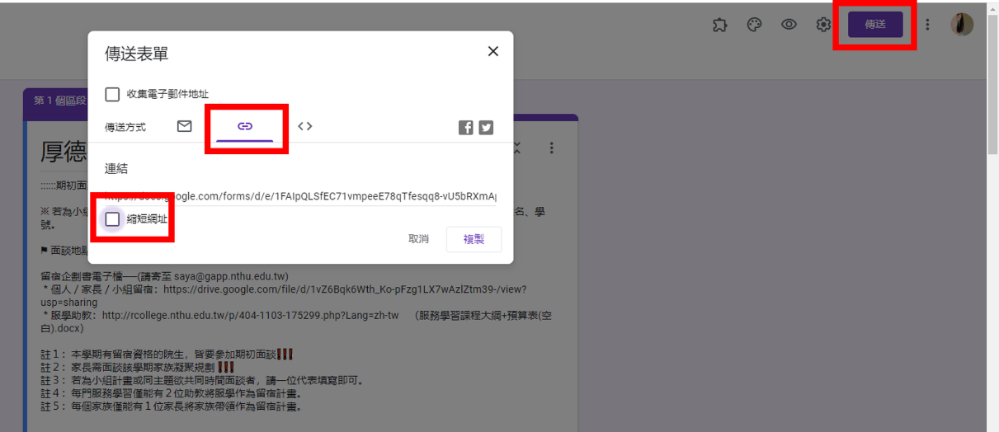 傳送
傳送表單
收集電子郵件地址
第 1 個區段
傳送方式
厚德
連結
::::::期初面
https://docs.google.com/forms/d/e/1FAIpQLSfEC71vmpeeE78qTfesqq8-vU5bRXmA
※ 若為小組 名、學
號。
縮短網址
取消 複製
⚑ 面談地點
留宿企劃書電子檔——(請寄至 saya@gapp.nthu.edu.tw)
* 個人 / 家長 / 小組留宿：https://drive.google.com/file/d/1vZ6Bqk6Wth_Ko-pFzg1LX7wAzlZtm39-/view?
usp=sharing
* 服學助教：http://rcollege.nthu.edu.tw/p/404-1103-175299.php?Lang=zh-tw （服務學習課程大綱+預算表(空
白).docx）
註１：本學期有留宿資格的院生，皆要參加期初面談❗❗❗
註２：家長需面談該學期家族凝聚規劃❗❗❗
註３：若為小組計畫或同主題欲共同時間面談者，請一位代表填寫即可。
註４：每門服務學習僅能有２位助教將服學作為留宿計畫。
註５：每個家族僅能有１位家長將家族帶領作為留宿計畫。